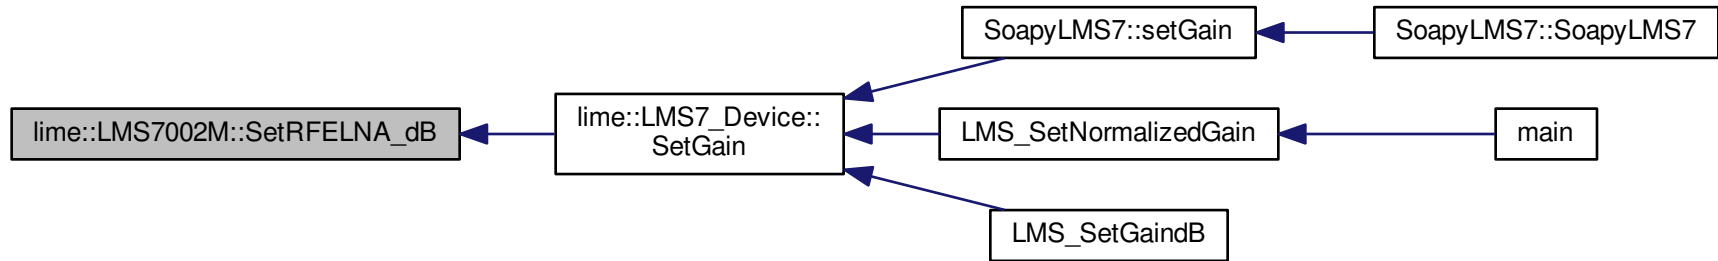 SoapyLMS7::setGain
SoapyLMS7::SoapyLMS7
lime::LMS7002M::SetRFELNA_dB
lime::LMS7_Device::
SetGain
LMS_SetNormalizedGain
main
LMS_SetGaindB